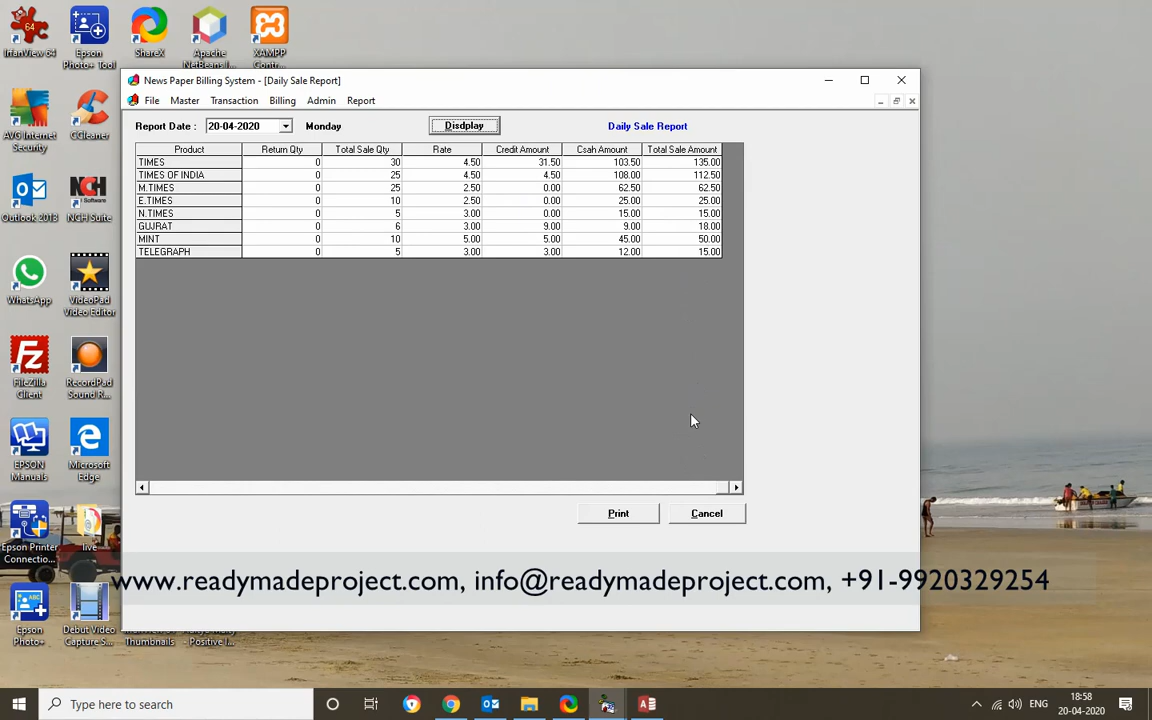 IrfanView 64
Epson Photo+ Tool
ShareX
Apache NetBeans I...
XAMPP Contr...
AVG Internet Security
CCleaner
Outlook 2013
NCH Suite
WhatsApp
VideoPad Video Editor
FileZilla Client
RecordPad Sound R...
EPSON Manuals
Microsoft Edge
Epson Printer Connectio...
live
Epson Photo+
Debut Video Capture S...
Thumbnails
News Paper Billing System - [Daily Sale Report]
File Master Transaction Billing Admin Report
Report Date : 20-04-2020 Monday Disdplay Daily Sale Report
Product Return Qty Total Sale Qty Rate Credit Amount Csah Amount Total Sale Amount
TIMES 0 30 4.50 31.50 103.50 135.00
TIMES OF INDIA 0 25 4.50 4.50 108.00 112.50
M.TIMES 0 25 2.50 0.00 62.50 62.50
E.TIMES 0 10 2.50 0.00 25.00 25.00
N.TIMES 0 5 3.00 0.00 15.00 15.00
GUJRAT 0 6 3.00 9.00 9.00 18.00
MINT 0 10 5.00 5.00 45.00 50.00
TELEGRAPH 0 5 3.00 3.00 12.00 15.00
Print Cancel
www.readymadeproject.com, info@readymadeproject.com, +91-9920329254
Type here to search
ENG
18:58
20-04-2020